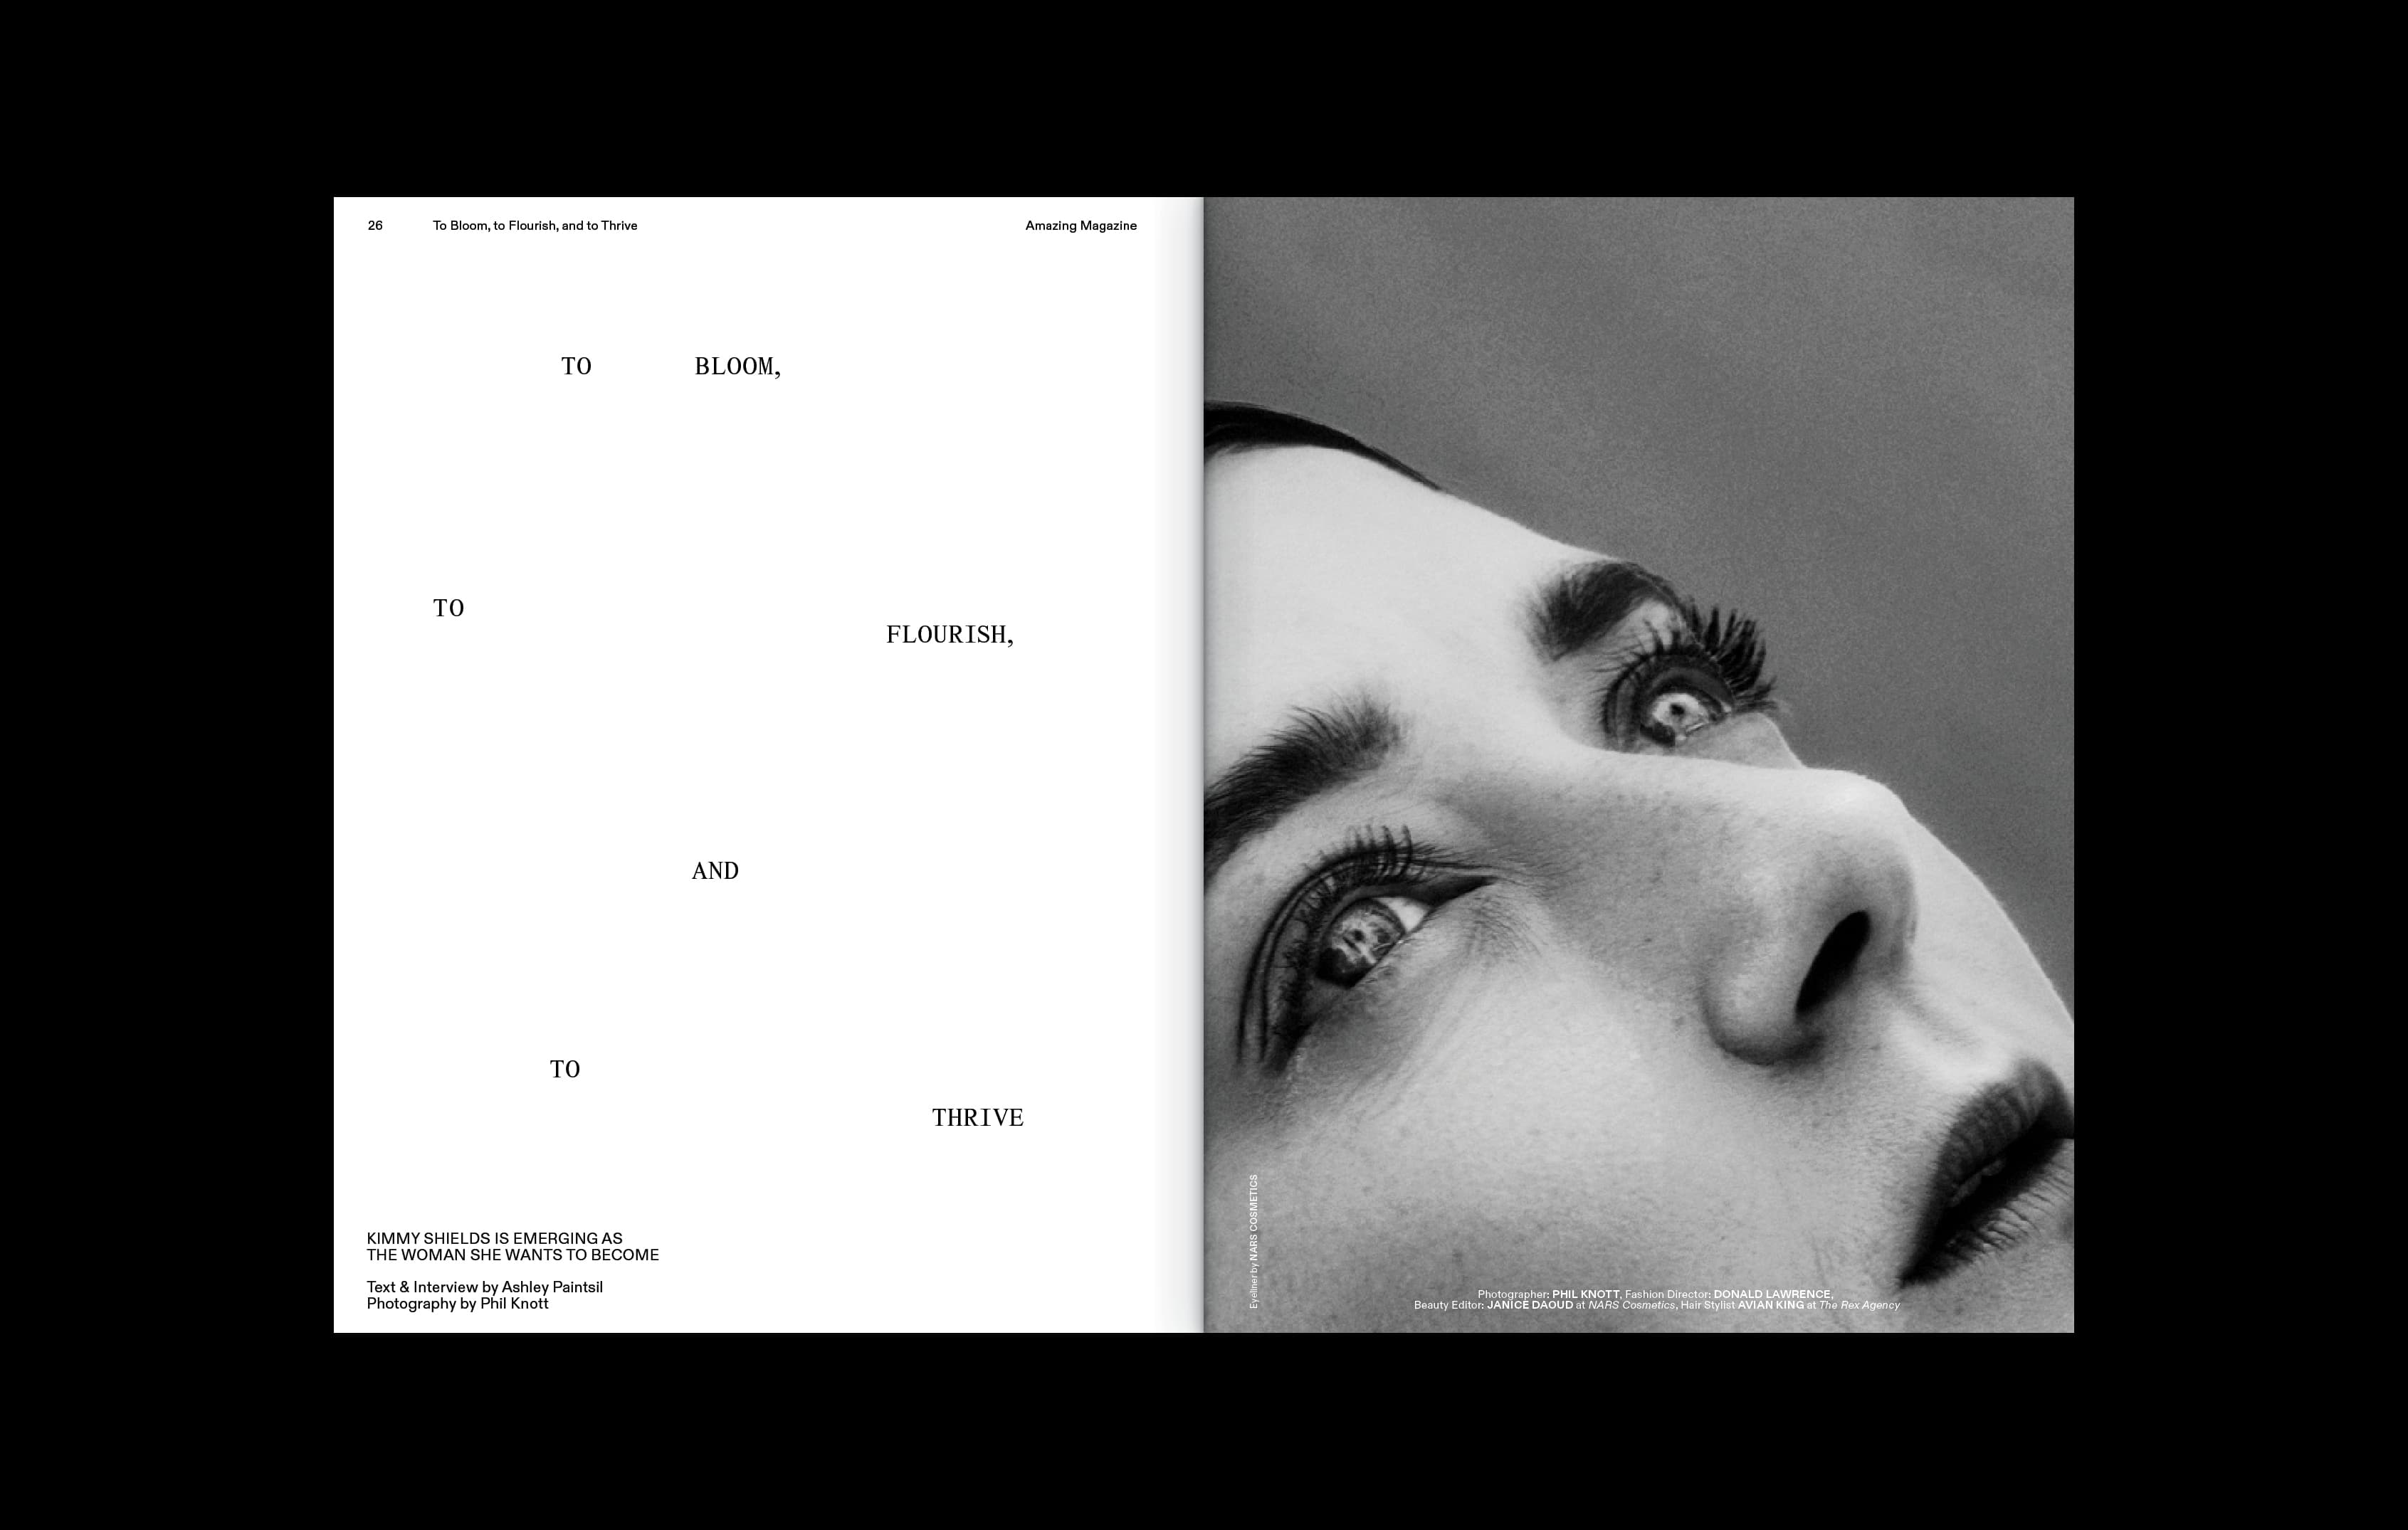 26 To Bloom, to Flourish, and to Thrive Amazing Magazine
TO BLOOM,
TO
FLOURISH,
AND
TO
THRIVE
KIMMY SHIELDS IS EMERGING AS
THE WOMAN SHE WANTS TO BECOME
Text & Interview by Ashley Paintsil
Photography by Phil Knott
Eyeliner by NARS COSMETICS
Photographer: PHIL KNOTT, Fashion Director: DONALD LAWRENCE,
Beauty Editor: JANICE DAOUD at NARS Cosmetics, Hair Stylist AVIAN KING at The Rex Agency